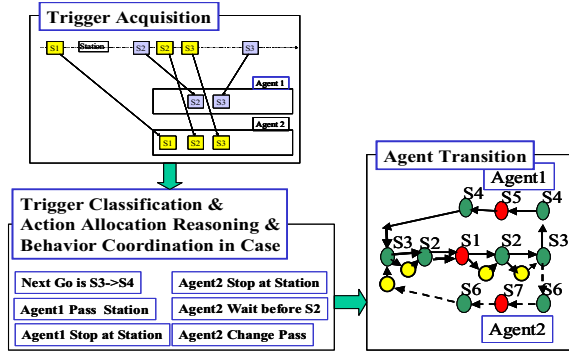 Trigger Acquisition
S1
Station
S2
S2
S3
S3
Agent 1
S2
S3
Agent 2
S1
S2
S3
Trigger Classification &
Action Allocation Reasoning &
Behavior Coordination in Case
Next Go is S3->S4
Agent2 Stop at Station
Agent1 Pass Station
Agent2 Wait before S2
Agent1 Stop at Station
Agent2 Change Pass
Agent Transition
Agent1
S4
S5
S4
S3
S2
S1
S2
S3
S6
S7
S6
Agent2